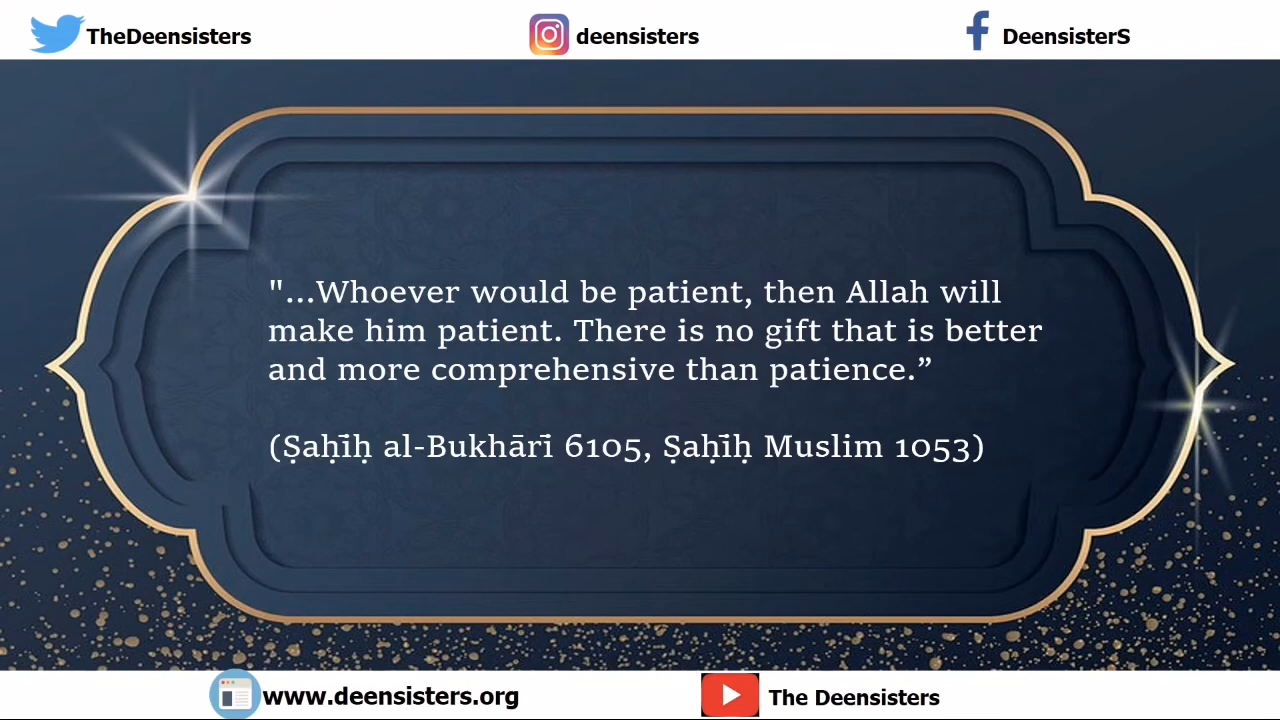 TheDeensisters
deensisters
DeensisterS
"...Whoever would be patient, then Allah will
make him patient. There is no gift that is better
and more comprehensive than patience.”
(Ṣaḥīḥ al-Bukhārī 6105, Ṣaḥīḥ Muslim 1053)
www.deensisters.org
The Deensisters